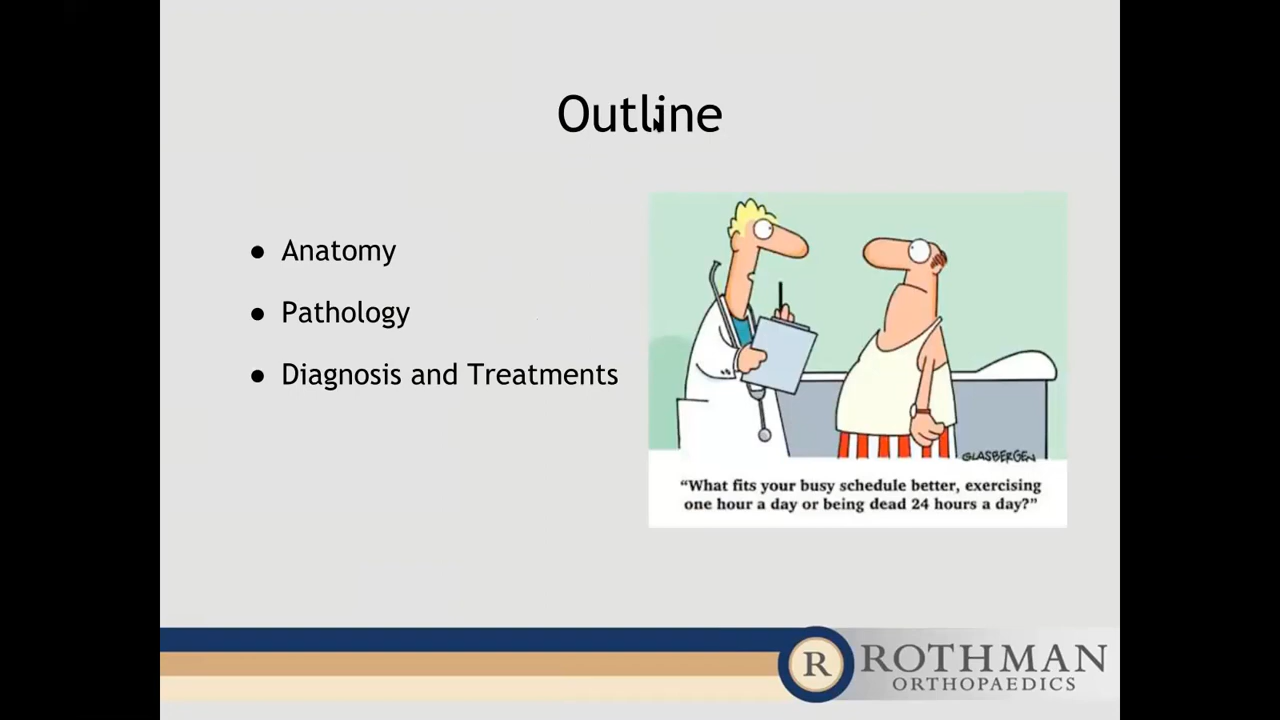 Outline
● Anatomy
● Pathology
● Diagnosis and Treatments
GLASBERGEN
“What fits your busy schedule better, exercising
one hour a day or being dead 24 hours a day?”
R ROTHMAN
ORTHOPAEDICS